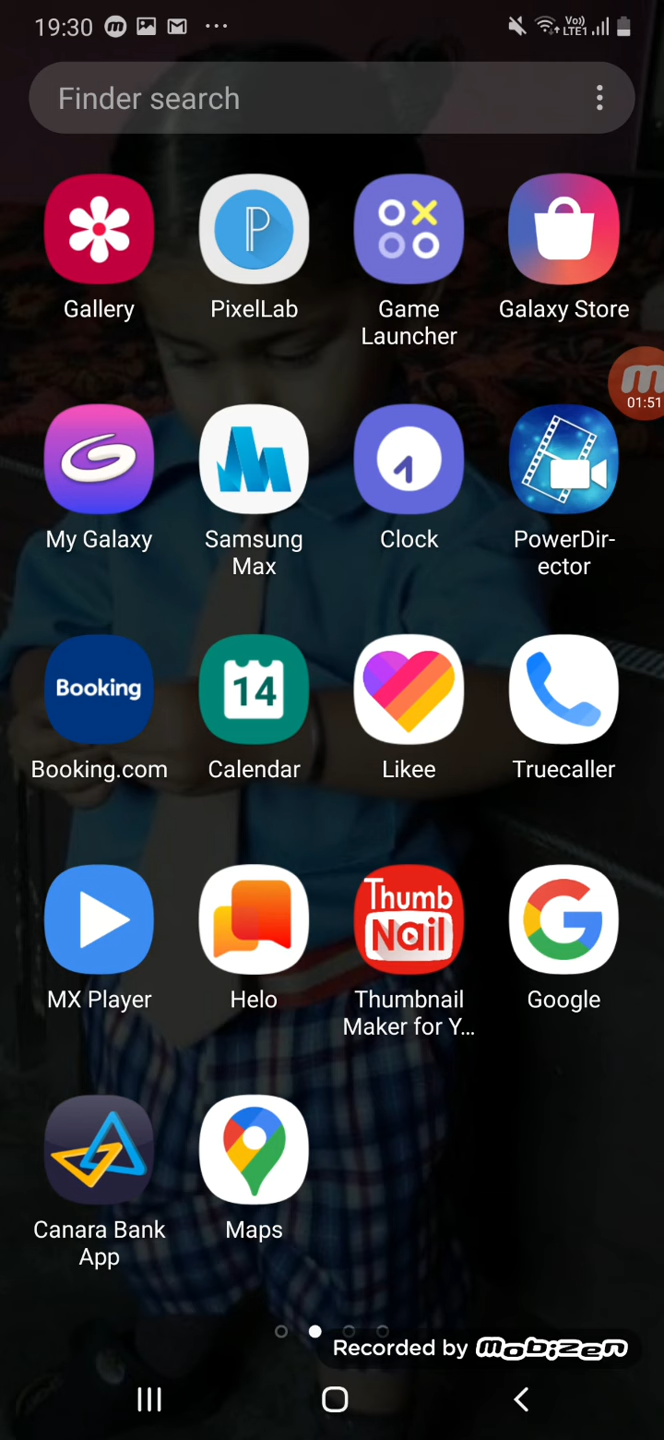 19:30
Vo)) LTE1
Finder search
Gallery
PixelLab
Game
Launcher
Galaxy Store
01:51
My Galaxy
Samsung
Max
Clock
PowerDir-
ector
Booking
14
Booking.com
Calendar
Likee
Truecaller
Thumb
Nail
MX Player
Helo
Thumbnail
Maker for Y...
Google
Canara Bank
App
Maps
Recorded by mobizen